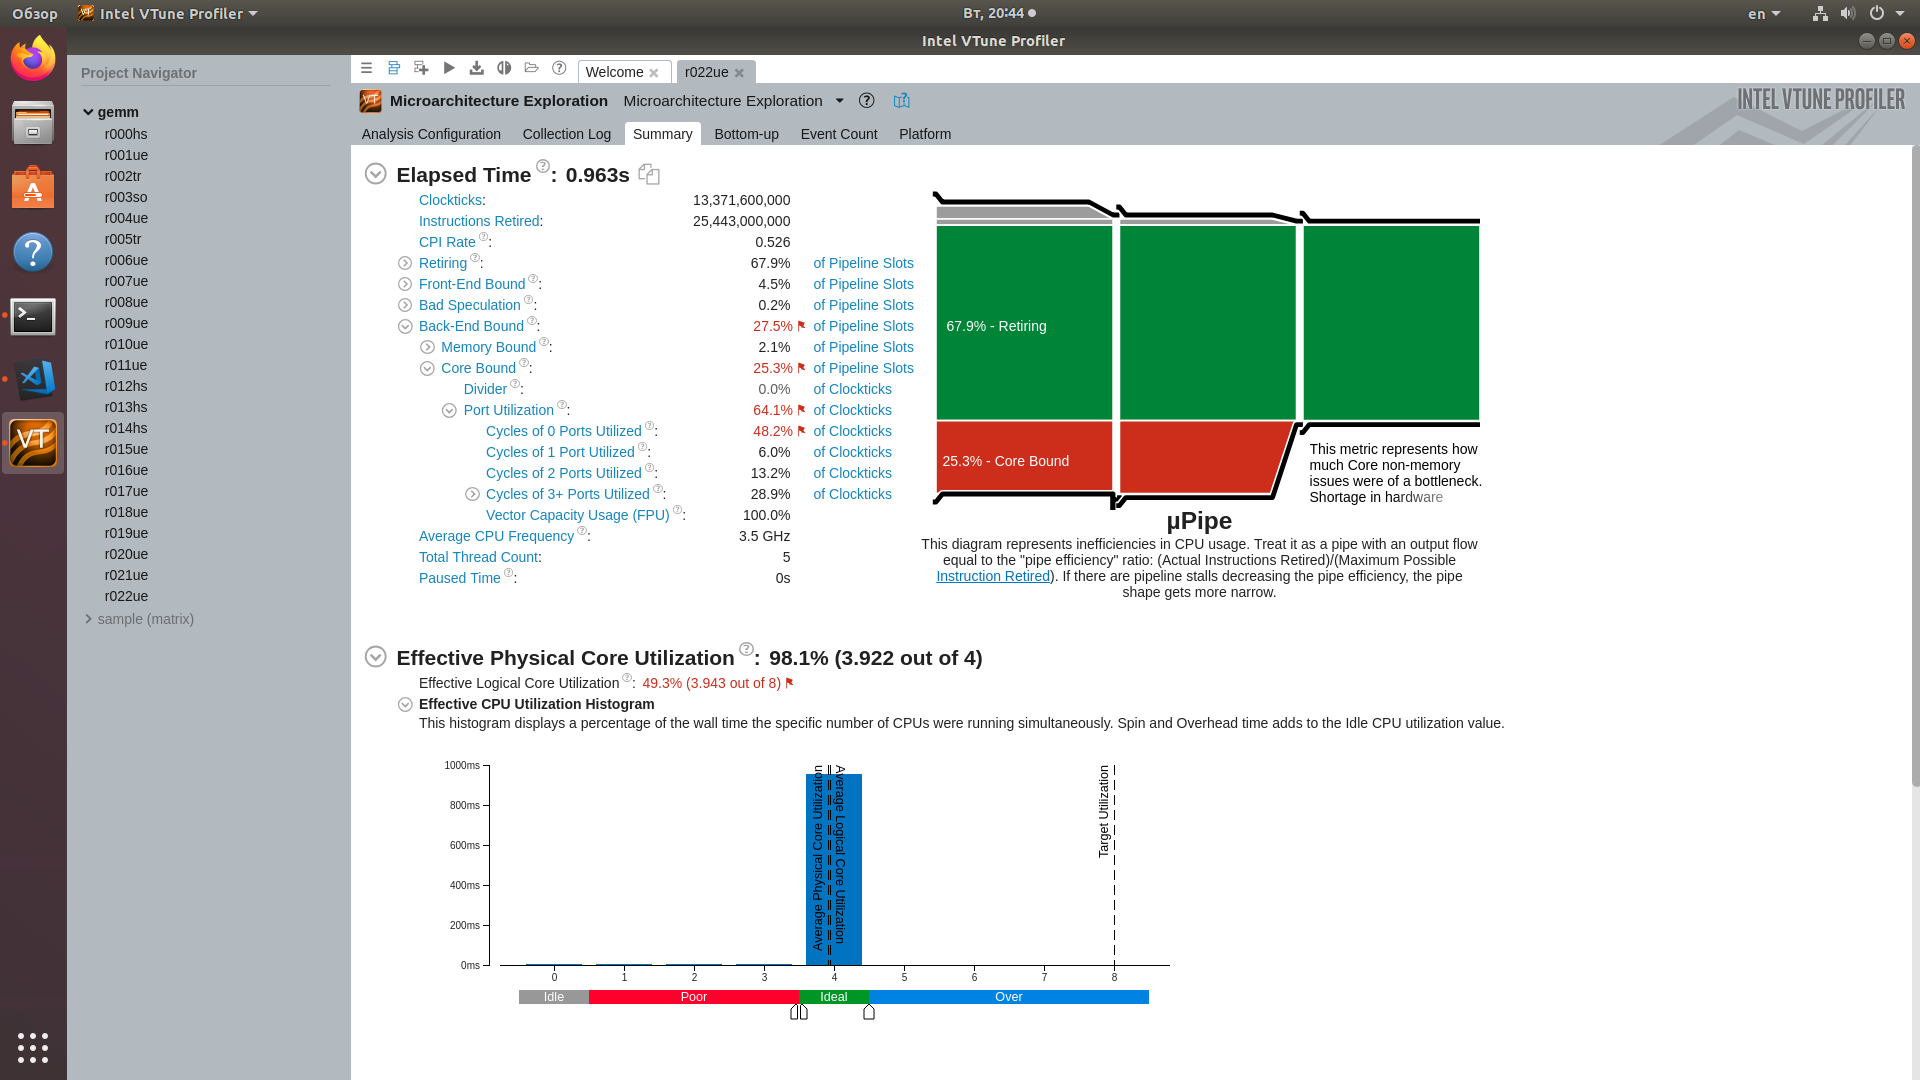 Обзор
Intel VTune Profiler
Вт, 20:44
en
Intel VTune Profiler
Project Navigator
gemm
r000hs
r001ue
r002tr
r003so
r004ue
r005tr
r006ue
r007ue
r008ue
r009ue
r010ue
r011ue
r012hs
r013hs
r014hs
r015ue
r016ue
r017ue
r018ue
r019ue
r020ue
r021ue
r022ue
sample (matrix)
Welcome
r022ue
Microarchitecture Exploration
Microarchitecture Exploration
INTEL VTUNE PROFILER
Analysis Configuration
Collection Log
Summary
Bottom-up
Event Count
Platform
Elapsed Time ?: 0.963s
Clockticks: 13,371,600,000
Instructions Retired: 25,443,000,000
CPI Rate ?: 0.526
Retiring ?: 67.9% of Pipeline Slots
Front-End Bound ?: 4.5% of Pipeline Slots
Bad Speculation ?: 0.2% of Pipeline Slots
Back-End Bound ?: 27.5% of Pipeline Slots
Memory Bound ?: 2.1% of Pipeline Slots
Core Bound ?: 25.3% of Pipeline Slots
Divider ?: 0.0% of Clockticks
Port Utilization ?: 64.1% of Clockticks
Cycles of 0 Ports Utilized ?: 48.2% of Clockticks
Cycles of 1 Port Utilized ?: 6.0% of Clockticks
Cycles of 2 Ports Utilized ?: 13.2% of Clockticks
Cycles of 3+ Ports Utilized ?: 28.9% of Clockticks
Vector Capacity Usage (FPU) ?: 100.0%
Average CPU Frequency ?: 3.5 GHz
Total Thread Count: 5
Paused Time ?: 0s
67.9% - Retiring
25.3% - Core Bound
This metric represents how
much Core non-memory
issues were of a bottleneck.
Shortage in hardware
µPipe
This diagram represents inefficiencies in CPU usage. Treat it as a pipe with an output flow
equal to the "pipe efficiency" ratio: (Actual Instructions Retired)/(Maximum Possible
Instruction Retired). If there are pipeline stalls decreasing the pipe efficiency, the pipe
shape gets more narrow.
Effective Physical Core Utilization ?: 98.1% (3.922 out of 4)
Effective Logical Core Utilization ?: 49.3% (3.943 out of 8)
Effective CPU Utilization Histogram
This histogram displays a percentage of the wall time the specific number of CPUs were running simultaneously. Spin and Overhead time adds to the Idle CPU utilization value.
1000ms
800ms
600ms
400ms
200ms
0ms
Average Physical Core Utilization
Average Logical Core Utilization
Target Utilization
0 1 2 3 4 5 6 7 8
Idle Poor Ideal Over